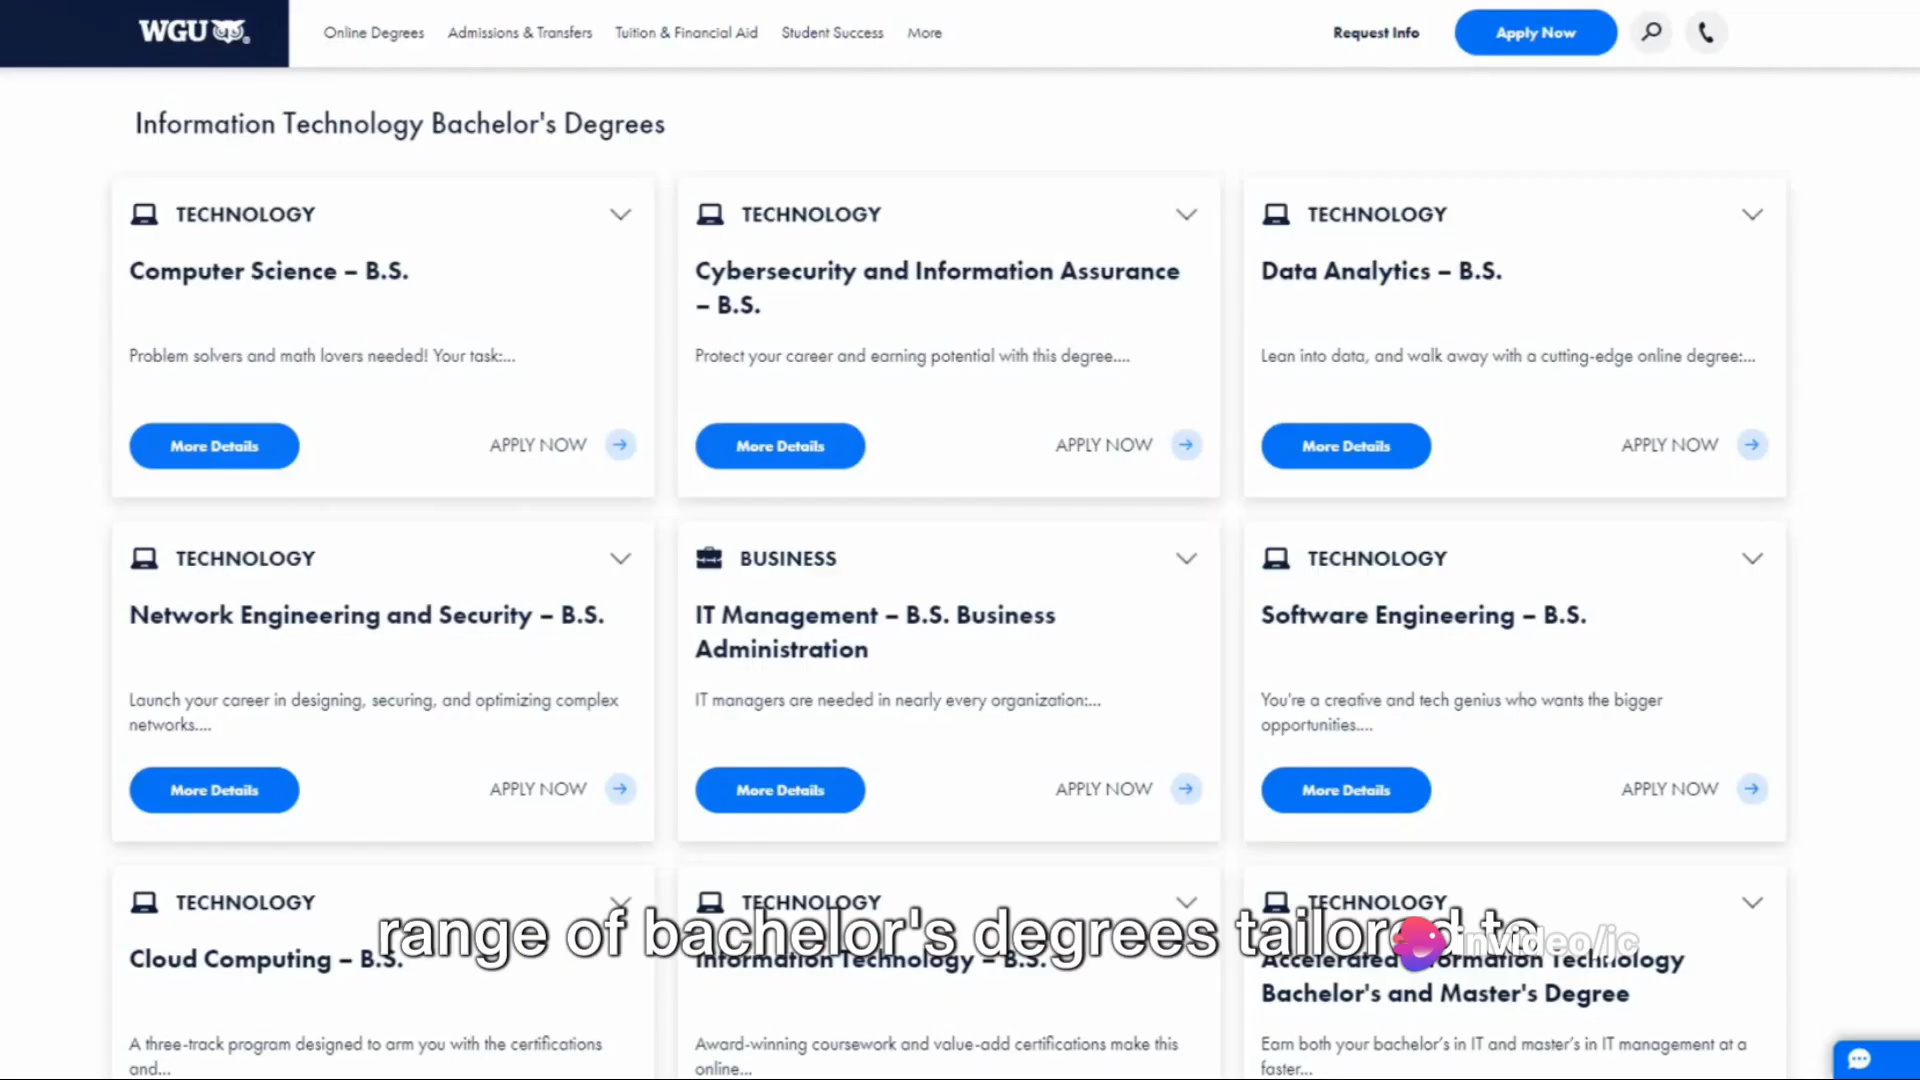 WGU
Online Degrees
Admissions & Transfers
Tuition & Financial Aid
Student Success
More
Request Info
Apply Now
Information Technology Bachelor's Degrees
TECHNOLOGY
Computer Science – B.S.
Problem solvers and math lovers needed! Your task:...
More Details
APPLY NOW
TECHNOLOGY
Cybersecurity and Information Assurance
– B.S.
Protect your career and earning potential with this degree....
More Details
APPLY NOW
TECHNOLOGY
Data Analytics – B.S.
Lean into data, and walk away with a cutting-edge online degree:...
More Details
APPLY NOW
TECHNOLOGY
Network Engineering and Security – B.S.
Launch your career in designing, securing, and optimizing complex
networks....
More Details
APPLY NOW
BUSINESS
IT Management – B.S. Business
Administration
IT managers are needed in nearly every organization:...
More Details
APPLY NOW
TECHNOLOGY
Software Engineering – B.S.
You're a creative and tech genius who wants the bigger
opportunities....
More Details
APPLY NOW
TECHNOLOGY
Cloud Computing – B.S.
A three-track program designed to arm you with the certifications
and...
TECHNOLOGY
Information Technology – B.S.
Award-winning coursework and value-add certifications make this
online...
TECHNOLOGY
Accelerated Information Technology
Bachelor's and Master's Degree
Earn both your bachelor's in IT and master's in IT management at a
faster...
range of bachelor's degrees tailored to
invideo/ic